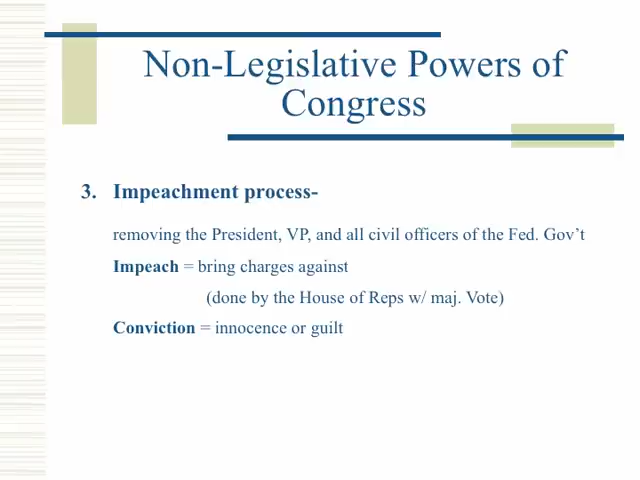 Non-Legislative Powers of
Congress
3. Impeachment process-
removing the President, VP, and all civil officers of the Fed. Gov’t
Impeach = bring charges against
(done by the House of Reps w/ maj. Vote)
Conviction = innocence or guilt